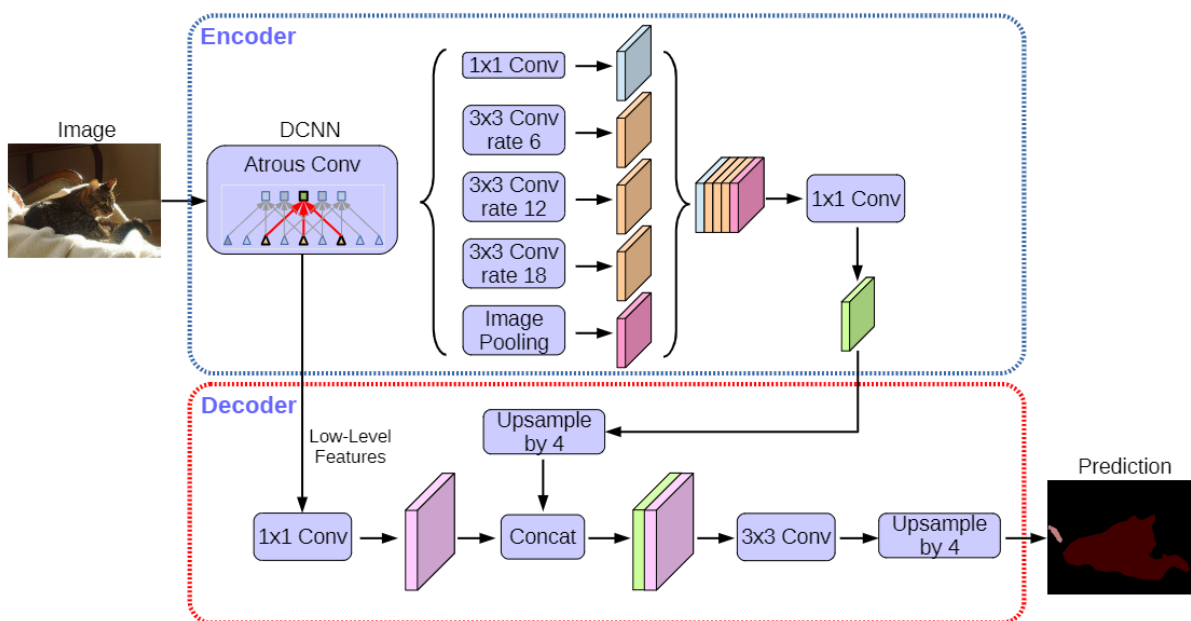 Encoder
Image
DCNN
Atrous Conv
1x1 Conv
3x3 Conv
rate 6
3x3 Conv
rate 12
3x3 Conv
rate 18
Image
Pooling
1x1 Conv
Decoder
Low-Level
Features
Upsample
by 4
1x1 Conv
Concat
3x3 Conv
Upsample
by 4
Prediction